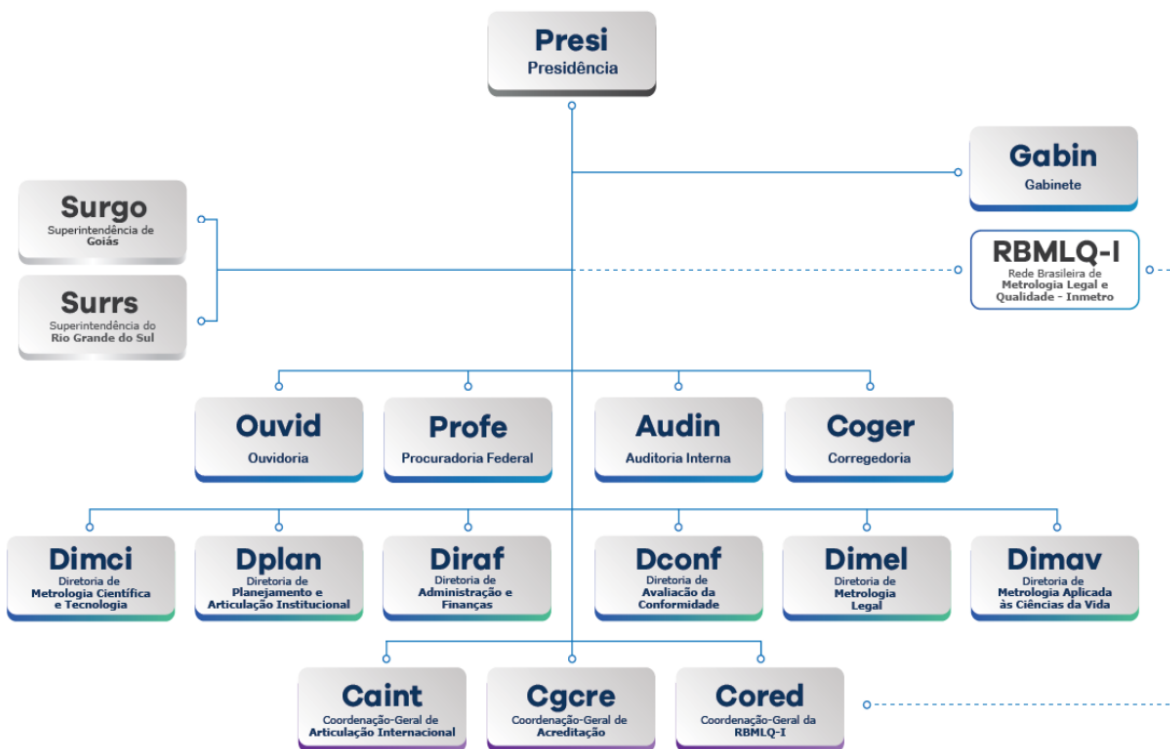 Presi
Presidência
Gabin
Gabinete
Surgo
Superintendência de
Goiás
RBMLQ-I
Rede Brasileira de
Metrologia Legal e
Qualidade - Inmetro
Surrs
Superintendência do
Rio Grande do Sul
Ouvid
Ouvidoria
Profe
Procuradoria Federal
Audin
Auditoria Interna
Coger
Corregedoria
Dimci
Diretoria de
Metrologia Científica
e Tecnologia
Dplan
Diretoria de
Planejamento e
Articulação Institucional
Diraf
Diretoria de
Administração e
Finanças
Dconf
Diretoria de
Avaliacão da
Conformidade
Dimel
Diretoria de
Metrologia
Legal
Dimav
Diretoria de
Metrologia Aplicada
às Ciências da Vida
Caint
Coordenação-Geral de
Articulação Internacional
Cgcre
Coordenação-Geral de
Acreditação
Cored
Coordenação-Geral da
RBMLQ-I